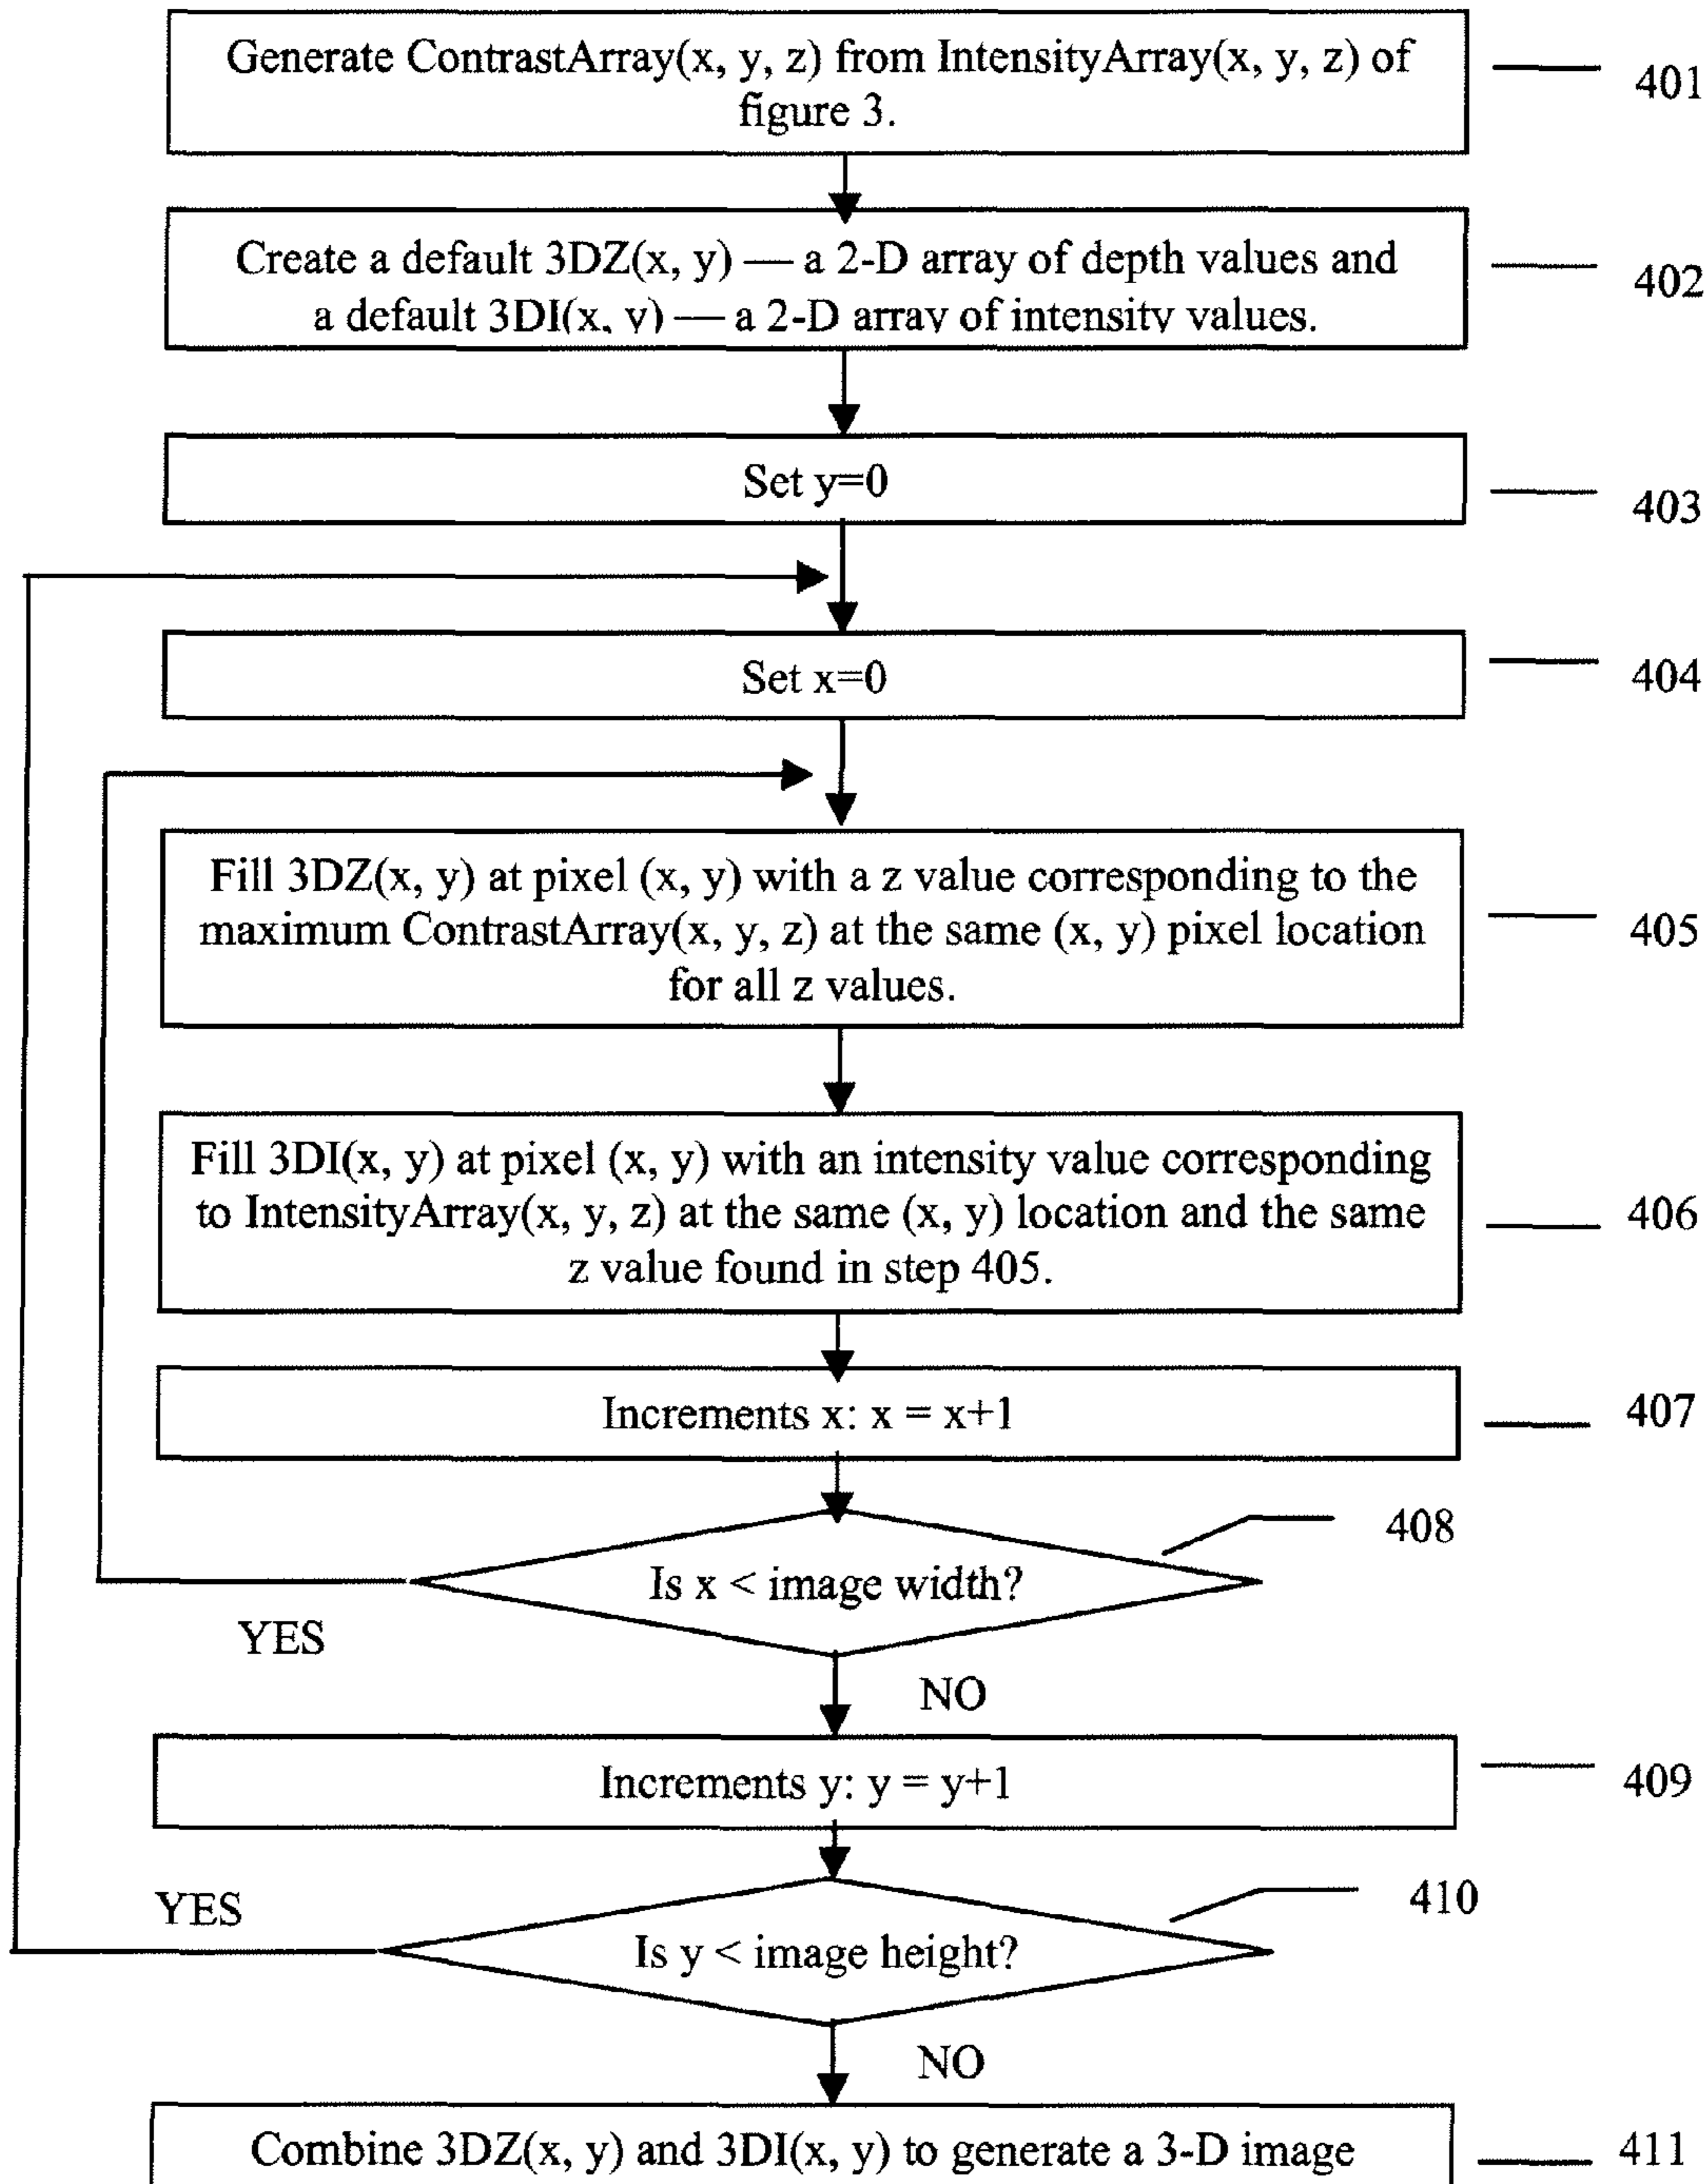 Generate ContrastArray(x, y, z) from IntensityArray(x, y, z) of
figure 3.
401
Create a default 3DZ(x, y) — a 2-D array of depth values and
a default 3DI(x, y) — a 2-D array of intensity values.
402
Set y=0
403
Set x=0
404
Fill 3DZ(x, y) at pixel (x, y) with a z value corresponding to the
maximum ContrastArray(x, y, z) at the same (x, y) pixel location
for all z values.
405
Fill 3DI(x, y) at pixel (x, y) with an intensity value corresponding
to IntensityArray(x, y, z) at the same (x, y) location and the same
z value found in step 405.
406
Increments x: x = x+1
407
408
Is x < image width?
YES
NO
Increments y: y = y+1
409
410
YES
Is y < image height?
NO
Combine 3DZ(x, y) and 3DI(x, y) to generate a 3-D image
411